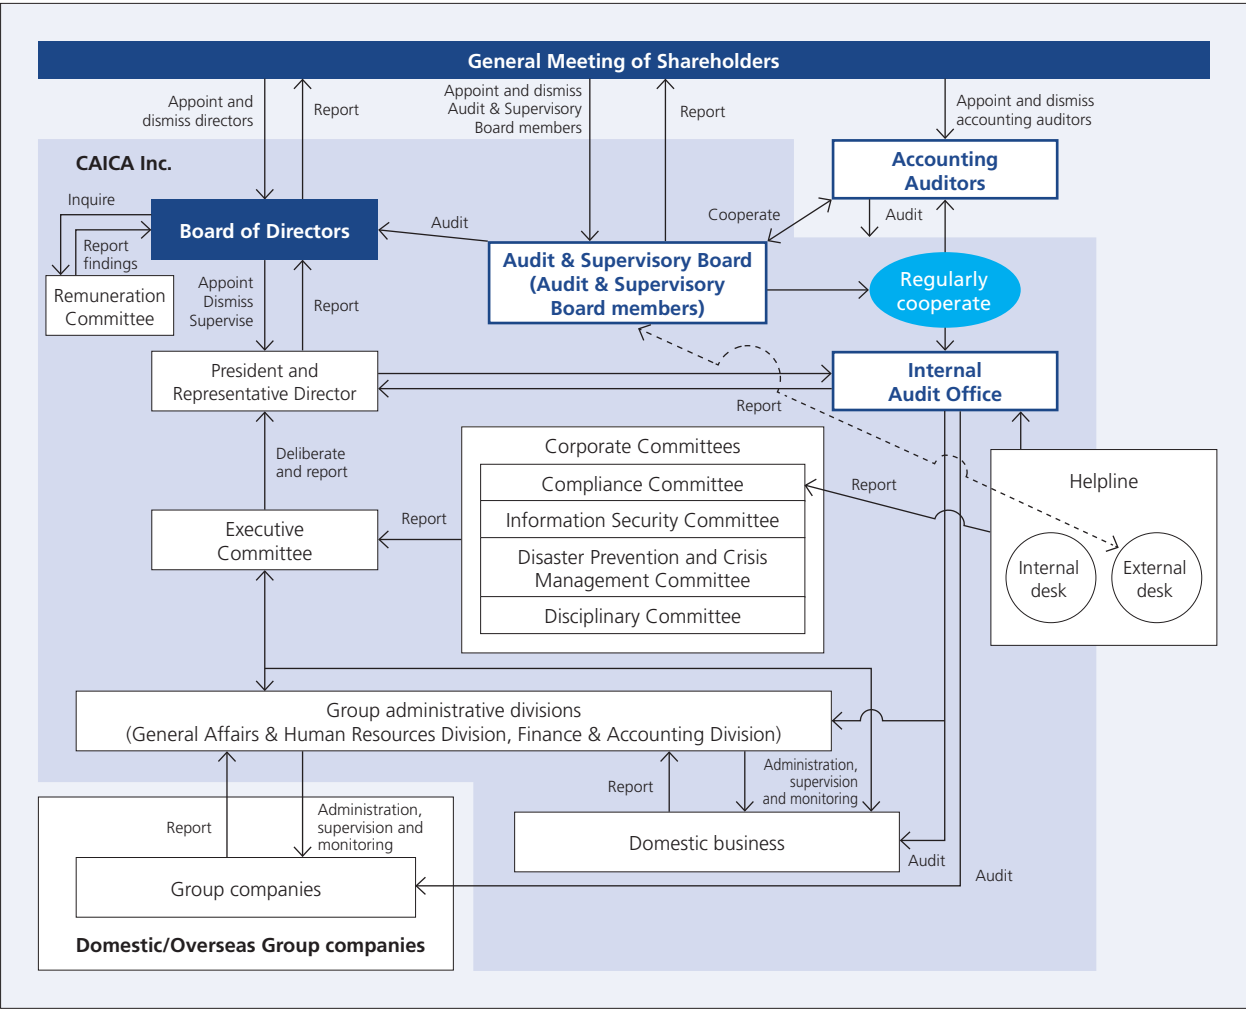 General Meeting of Shareholders
Appoint and
dismiss directors
Report
Appoint and dismiss
Audit & Supervisory
Board members
Report
Appoint and dismiss
accounting auditors
CAICA Inc.
Accounting
Auditors
Inquire
Board of Directors
Audit
Cooperate
Audit
Report
findings
Remuneration
Committee
Appoint
Dismiss
Supervise
Report
Audit & Supervisory Board
(Audit & Supervisory
Board members)
Regularly
cooperate
President and
Representative Director
Internal
Audit Office
Report
Deliberate
and report
Corporate Committees
Compliance Committee
Information Security Committee
Disaster Prevention and Crisis
Management Committee
Disciplinary Committee
Report
Helpline
Internal
desk
External
desk
Executive
Committee
Report
Group administrative divisions
(General Affairs & Human Resources Division, Finance & Accounting Division)
Report
Administration,
supervision and
monitoring
Report
Administration,
supervision
and monitoring
Domestic business
Audit
Audit
Group companies
Domestic/Overseas Group companies